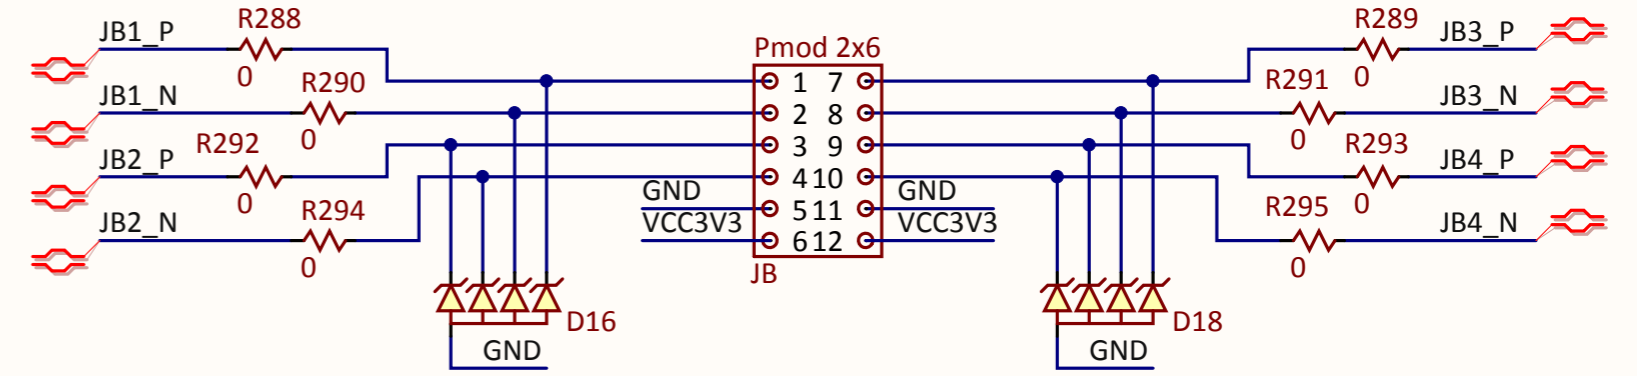 R288
JB1_P
0
R290
JB1_N
0
R292
JB2_P
0
R294
JB2_N
0
Pmod 2x6
1 7
2 8
3 9
4 10
GND 5 11 GND
VCC3V3 6 12 VCC3V3
JB
D16
GND
R289
JB3_P
0
R291
JB3_N
0
R293
JB4_P
0
R295
JB4_N
0
D18
GND